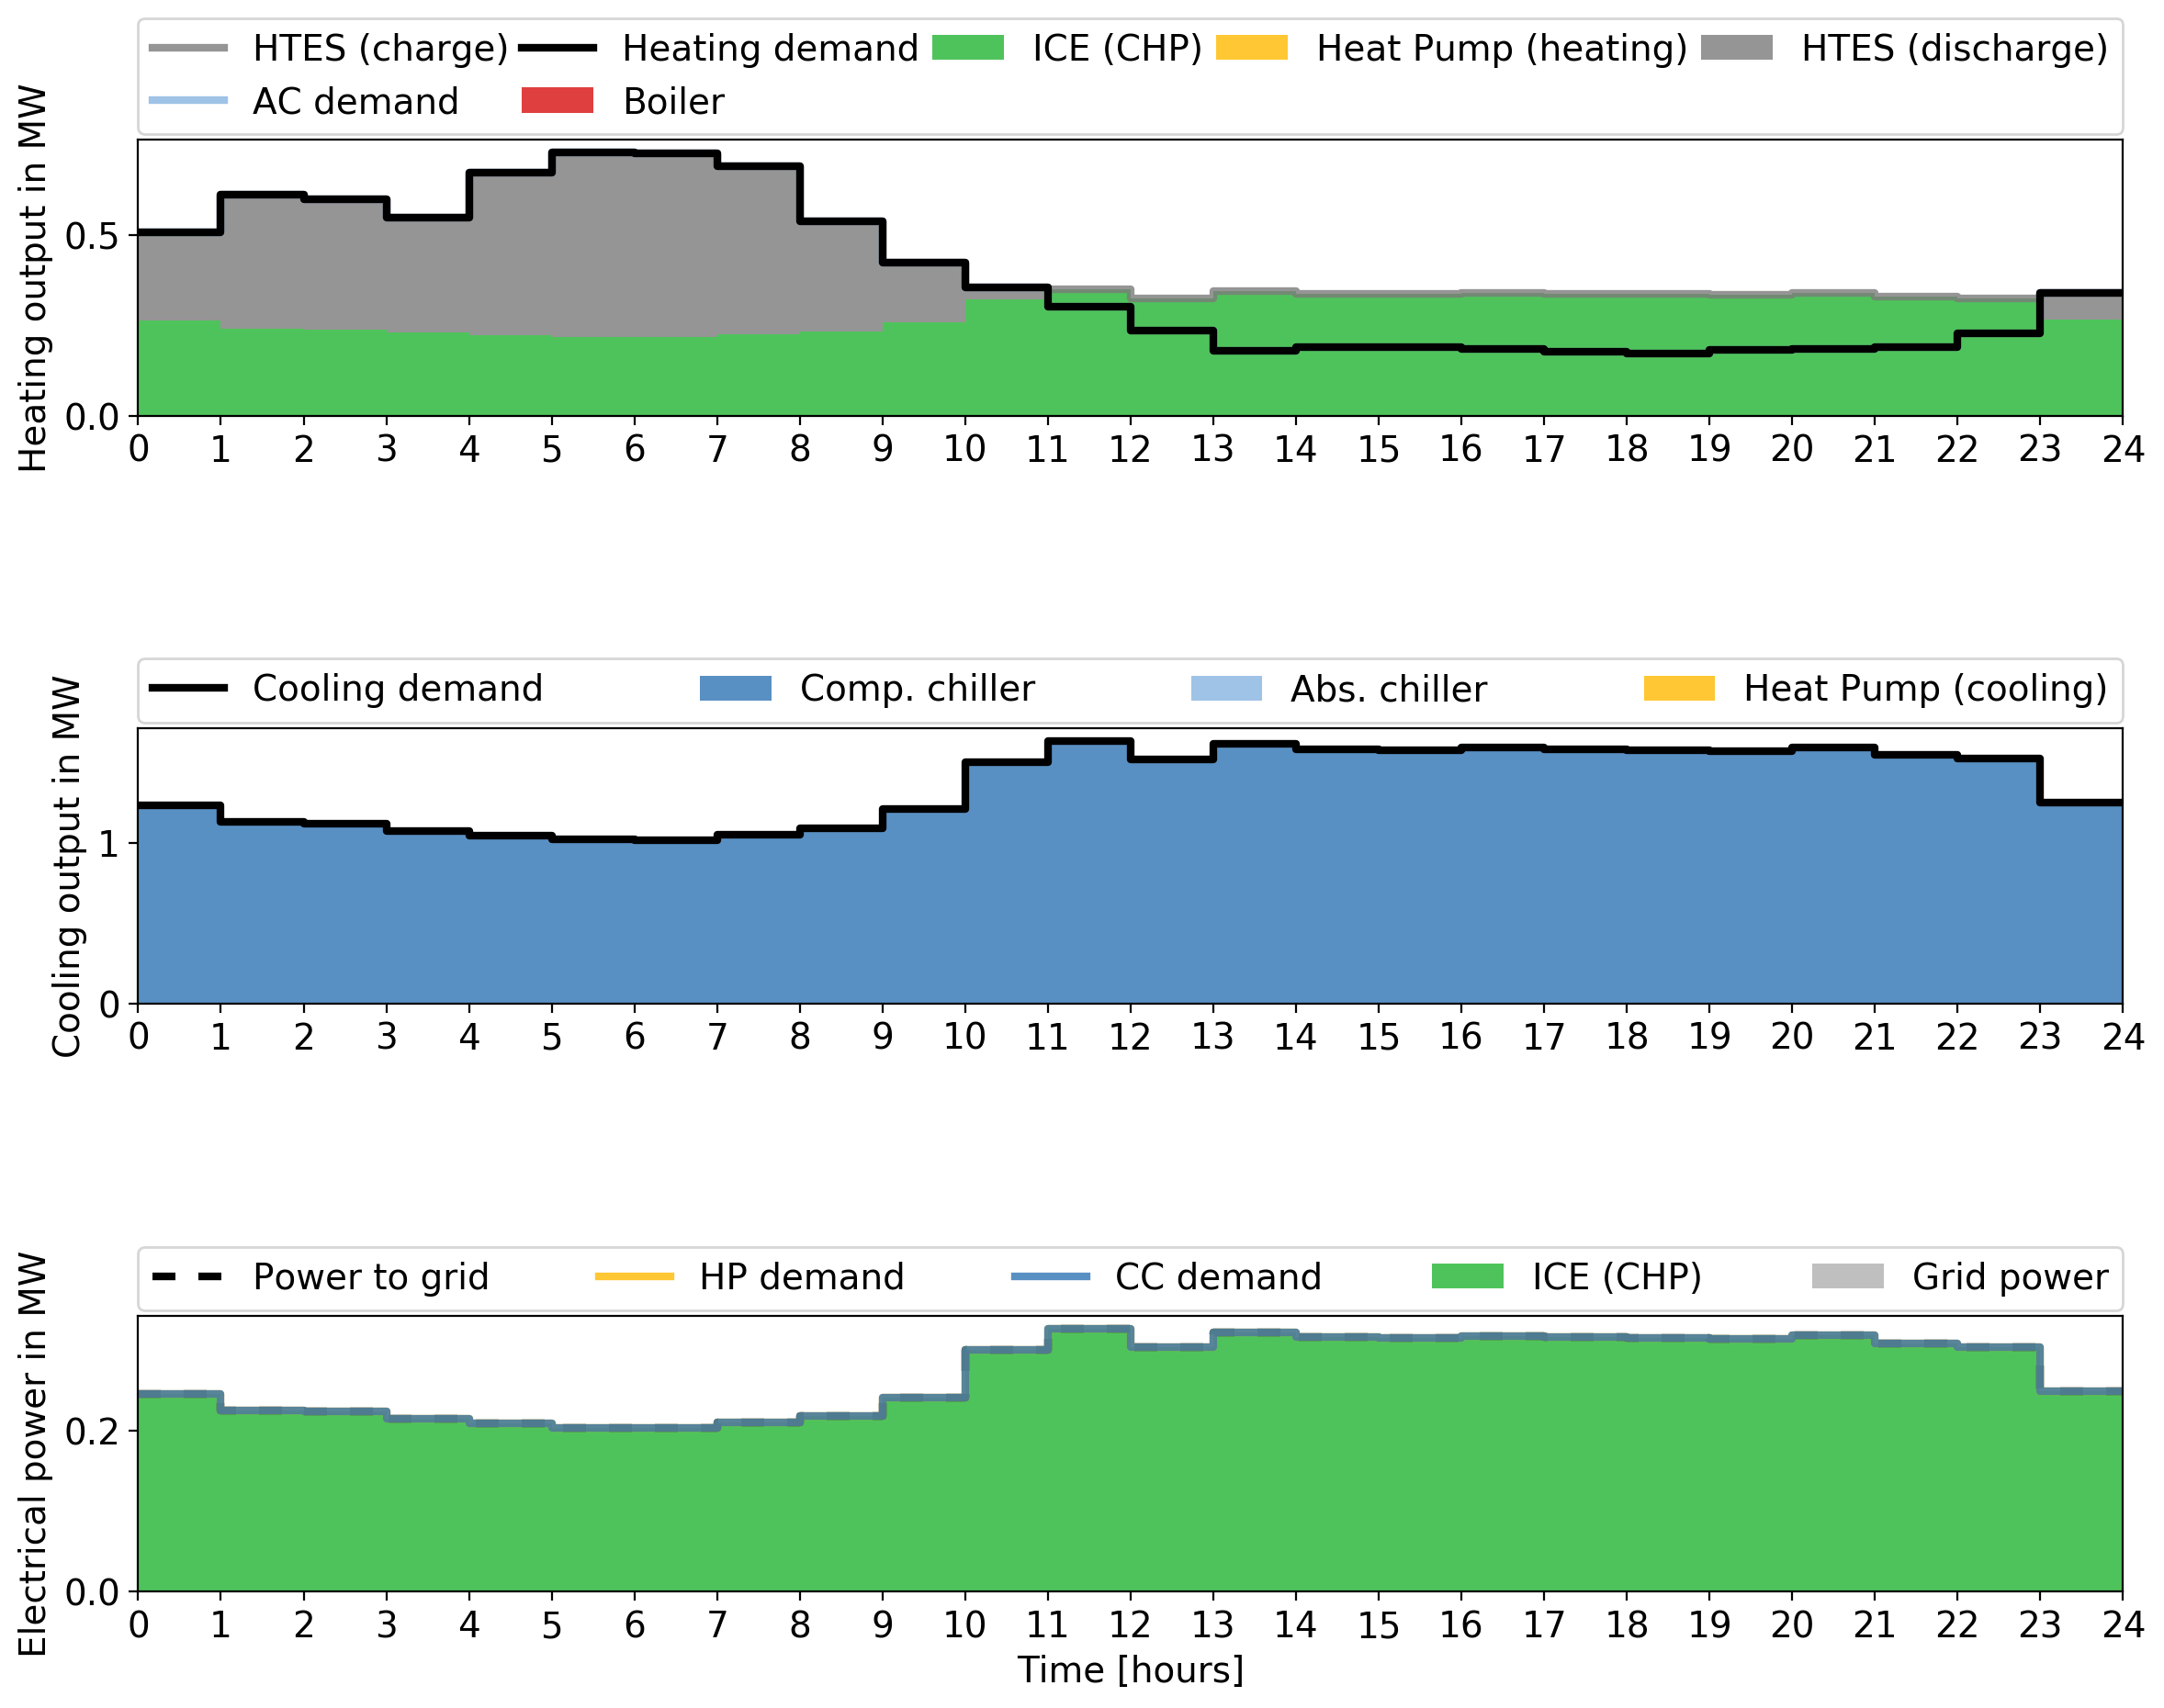 HTES (charge) Heating demand ICE (CHP) Heat Pump (heating) HTES (discharge)
AC demand Boiler
Heating output in MW
0.5
0.0
0 1 2 3 4 5 6 7 8 9 10 11 12 13 14 15 16 17 18 19 20 21 22 23 24
Cooling demand Comp. chiller Abs. chiller Heat Pump (cooling)
Cooling output in MW
1
0
0 1 2 3 4 5 6 7 8 9 10 11 12 13 14 15 16 17 18 19 20 21 22 23 24
Power to grid HP demand CC demand ICE (CHP) Grid power
Electrical power in MW
0.2
0.0
0 1 2 3 4 5 6 7 8 9 10 11 12 13 14 15 16 17 18 19 20 21 22 23 24
Time [hours]